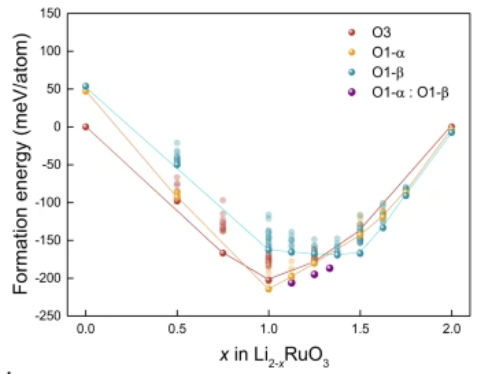 150
100
50
0
-50
-100
-150
-200
-250
Formation energy (meV/atom)
O3
O1-α
O1-β
O1-α : O1-β
0.0 0.5 1.0 1.5 2.0
x in Li₂₋ₓRuO₃